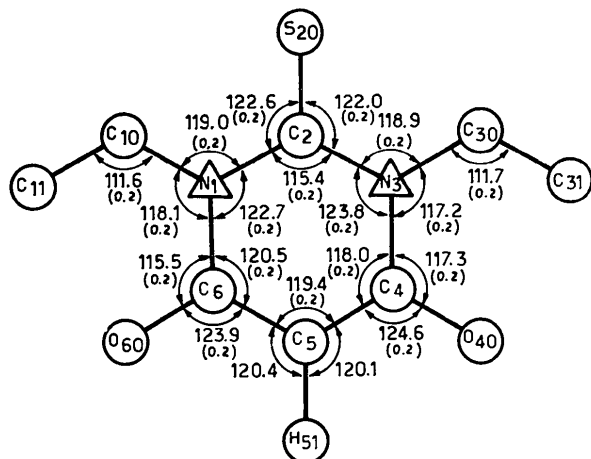 S20
122.6 122.0
(0.2) (0.2)
119.0 118.9
(0.2) (0.2)
C10 C2 C30
C11 111.6 N1 115.4 N3 111.7 C31
(0.2) (0.2) (0.2)
118.1 122.7 123.8 117.2
(0.2) (0.2) (0.2) (0.2)
115.5 120.5 118.0 117.3
(0.2) (0.2) (0.2) (0.2)
C6 119.4 C4
(0.2)
O60 123.9 C5 124.6 O40
(0.2) (0.2)
120.4 120.1
H51